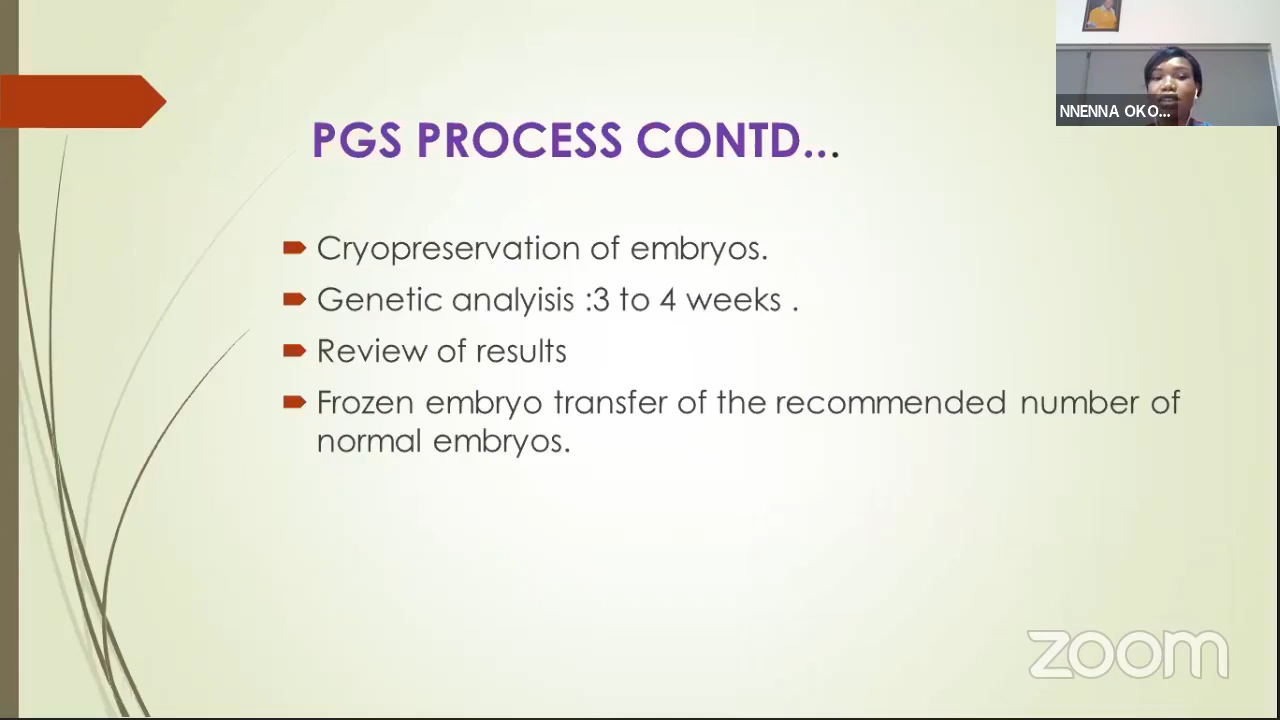 NNENNA OKO...
PGS PROCESS CONTD...
Cryopreservation of embryos.
Genetic analyisis :3 to 4 weeks .
Review of results
Frozen embryo transfer of the recommended number of
normal embryos.
zoom